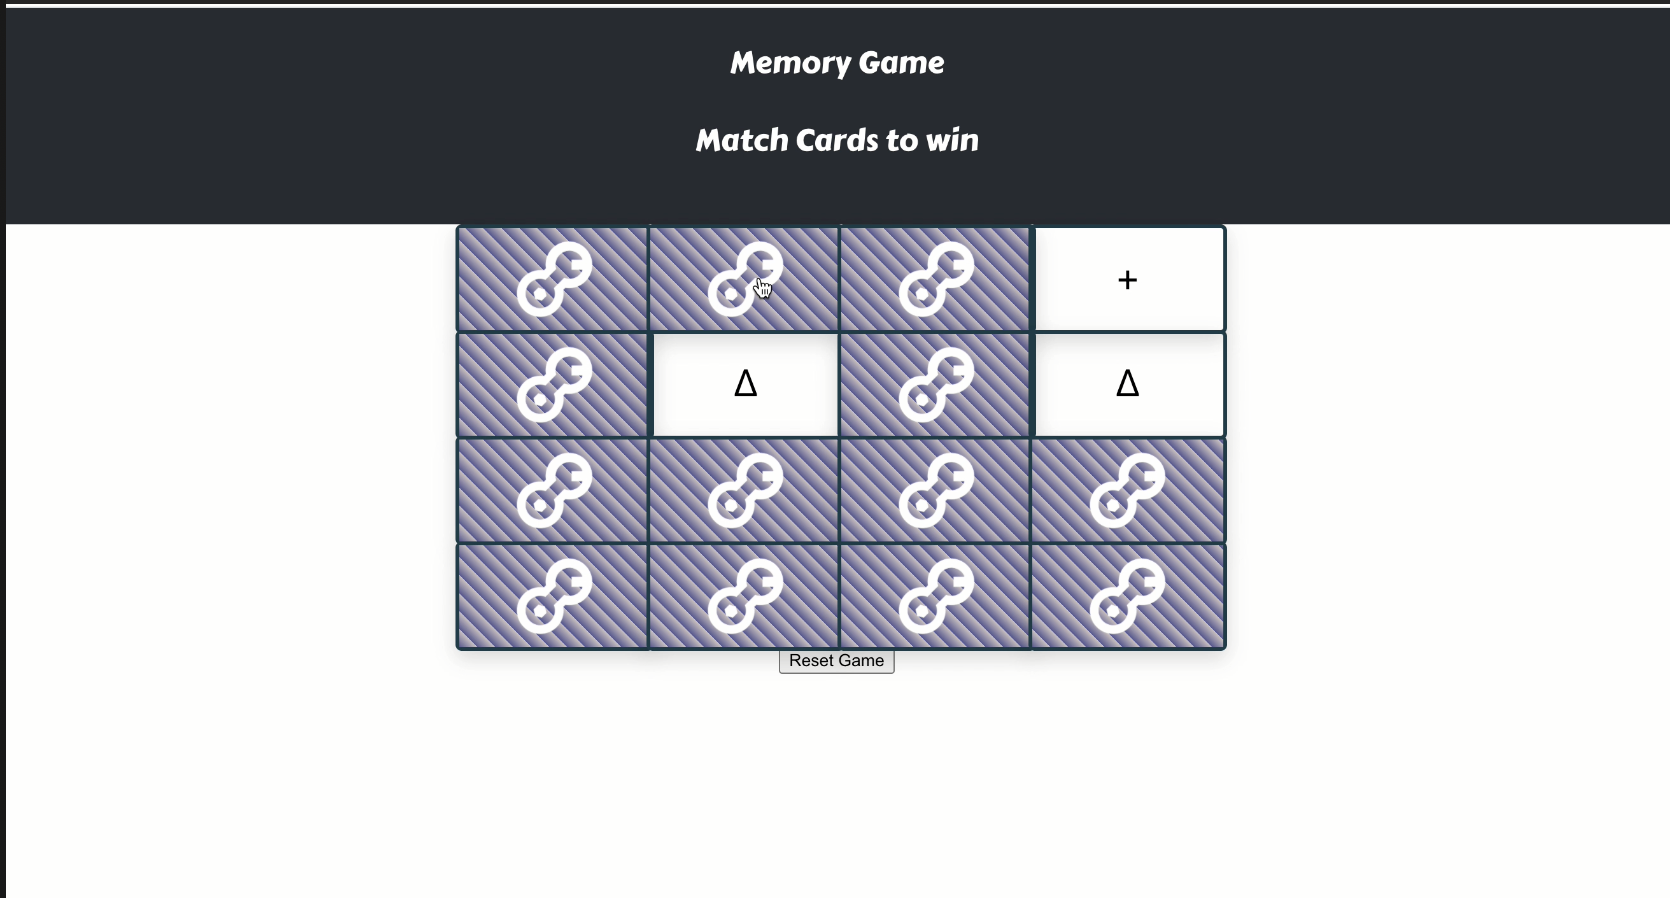 Memory Game
Match Cards to win
+
Δ Δ
Reset Game